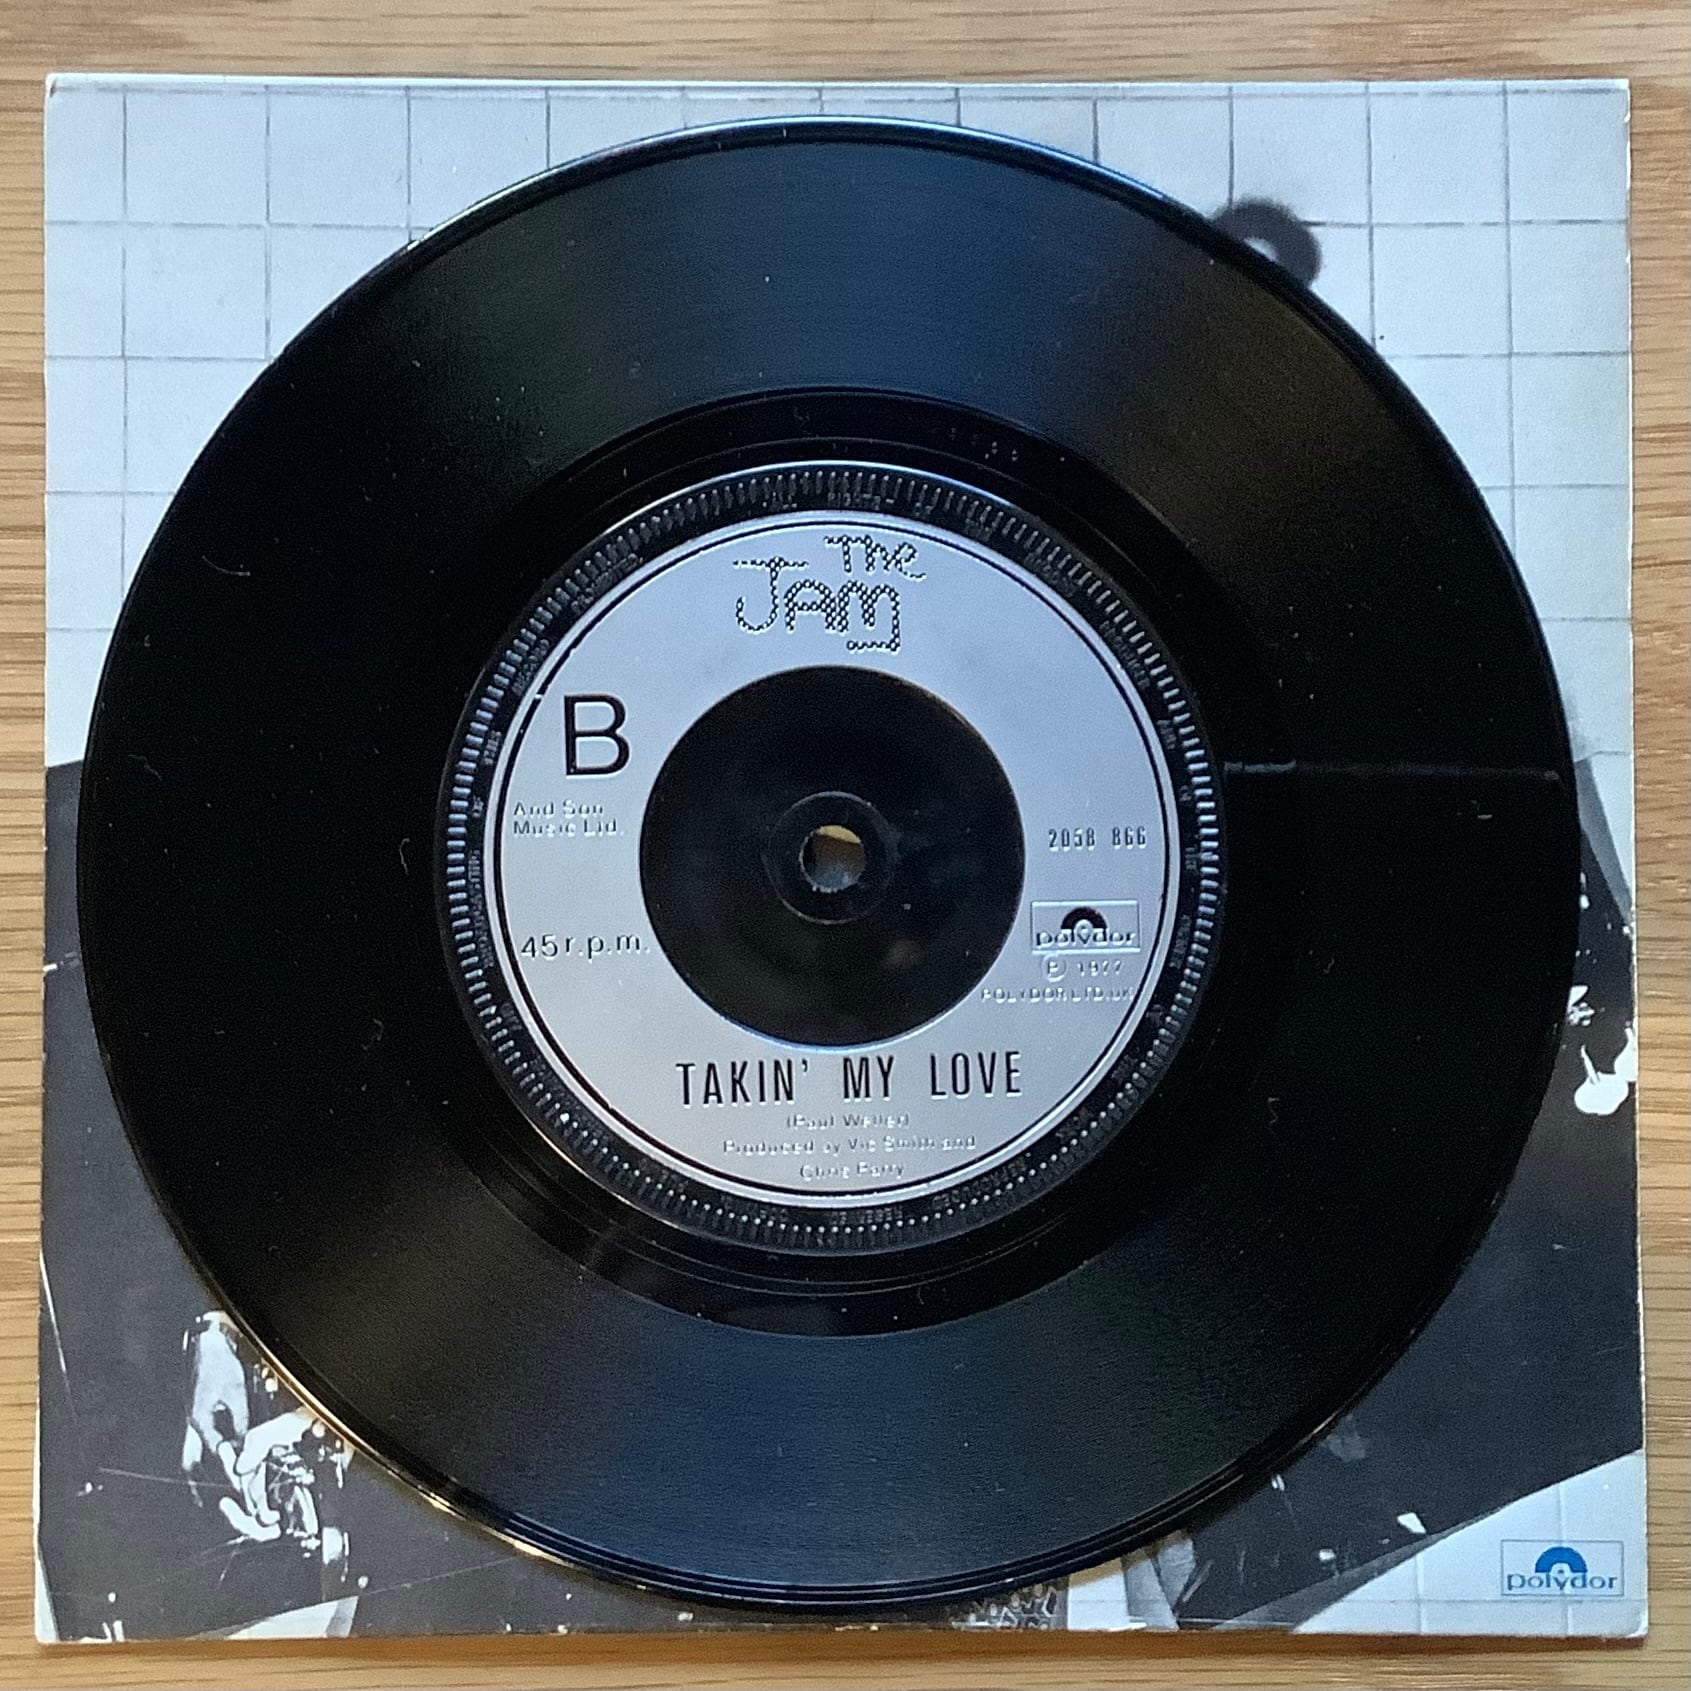 The
JAM
B
And Son
Music Ltd.
2058 866
polydor
45 r.p.m.
Ⓟ 1977
POLYDOR LTD.UK
TAKIN' MY LOVE
(Paul Weller)
Produced by Vic Smith and
Chris Parry
polydor